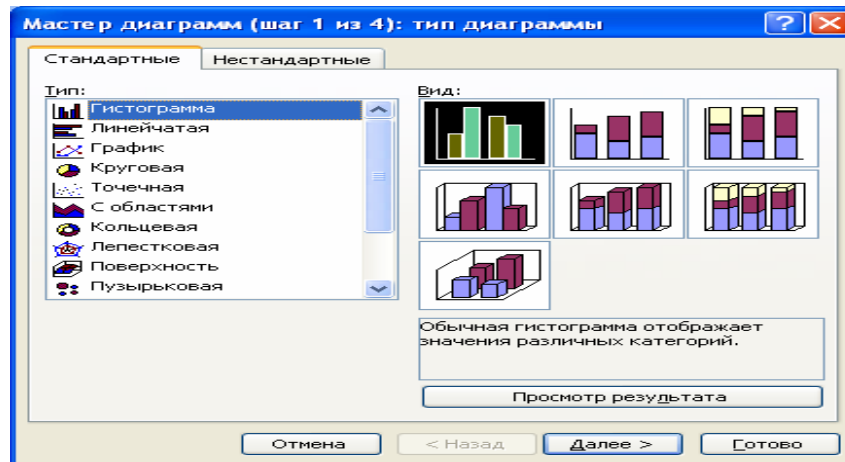 Мастер диаграмм (шаг 1 из 4): тип диаграммы
Стандартные
Нестандартные
Тип:
Гистограмма
Линейчатая
График
Круговая
Точечная
С областями
Кольцевая
Лепестковая
Поверхность
Пузырьковая
Вид:
Обычная гистограмма отображает
значения различных категорий.
Просмотр результата
Отмена
< Назад
Далее >
Готово